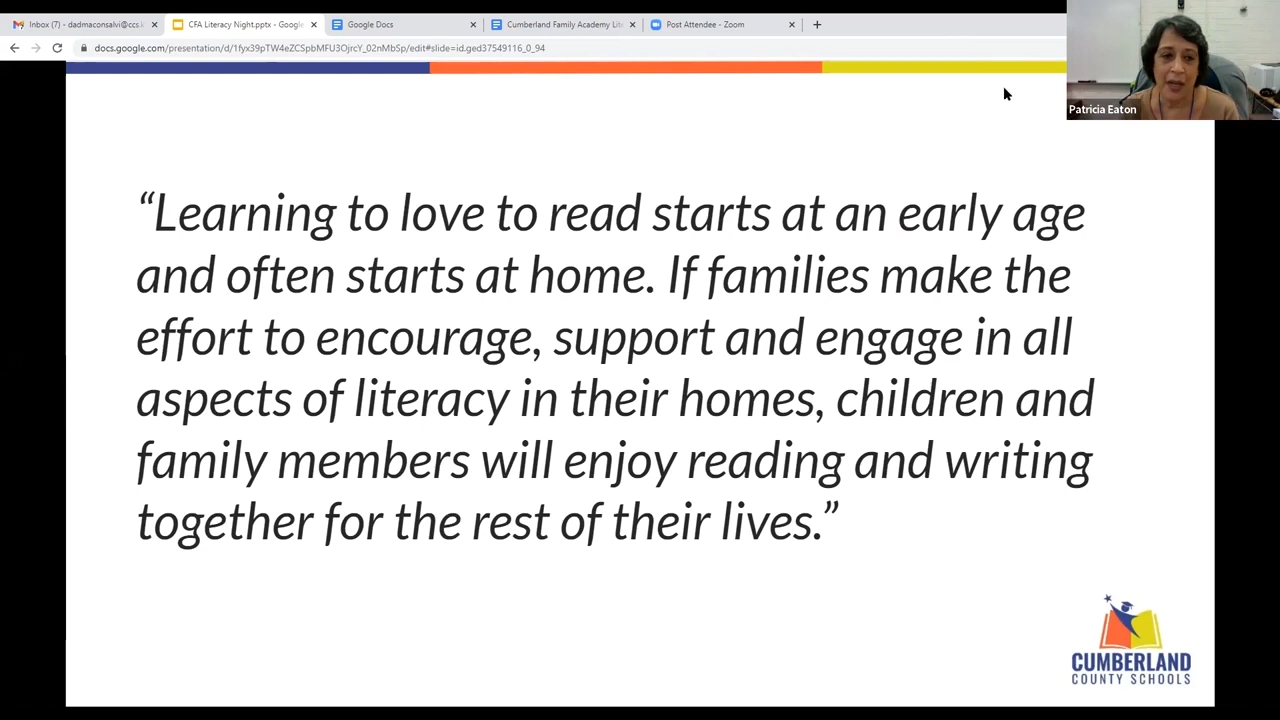 Inbox (7) - dadmaconsalvi@ccs.k
CFA Literacy Night.pptx - Google
Google Docs
Cumberland Family Academy Lit
Post Attendee - Zoom
docs.google.com/presentation/d/1fyx39pTW4eZCSpbMFU3OjrcY_02nMbSp/edit#slide=id.ged37549116_0_94
Patricia Eaton
“Learning to love to read starts at an early age
and often starts at home. If families make the
effort to encourage, support and engage in all
aspects of literacy in their homes, children and
family members will enjoy reading and writing
together for the rest of their lives.”
CUMBERLAND
COUNTY SCHOOLS